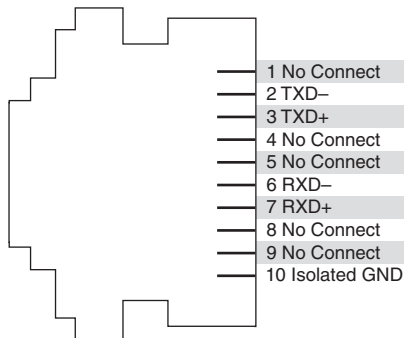 1 No Connect
2 TXD–
3 TXD+
4 No Connect
5 No Connect
6 RXD–
7 RXD+
8 No Connect
9 No Connect
10 Isolated GND